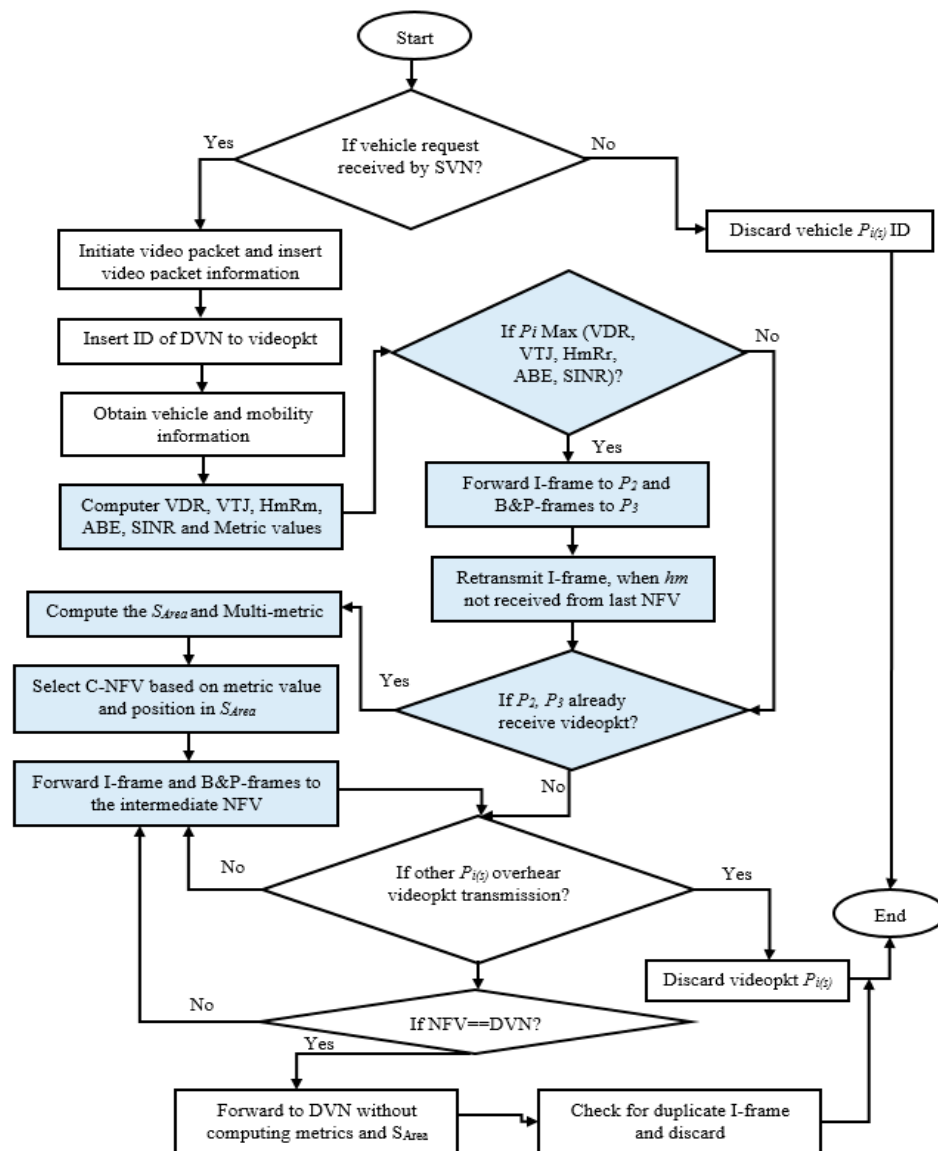 Start
If vehicle request
received by SVN?
Yes
No
Discard vehicle Pi(s) ID
Initiate video packet and insert
video packet information
Insert ID of DVN to videopkt
Obtain vehicle and mobility
information
Computer VDR, VTJ, HmRm,
ABE, SINR and Metric values
If Pi Max (VDR,
VTJ, HmRr,
ABE, SINR)?
No
Yes
Forward I-frame to P2 and
B&P-frames to P3
Retransmit I-frame, when hm
not received from last NFV
If P2, P3 already
receive videopkt?
Yes
No
Compute the SArea and Multi-metric
Select C-NFV based on metric value
and position in SArea
Forward I-frame and B&P-frames to
the intermediate NFV
If other Pi(s) overhear
videopkt transmission?
No
Yes
Discard videopkt Pi(s)
End
If NFV==DVN?
No
Yes
Forward to DVN without
computing metrics and SArea
Check for duplicate I-frame
and discard